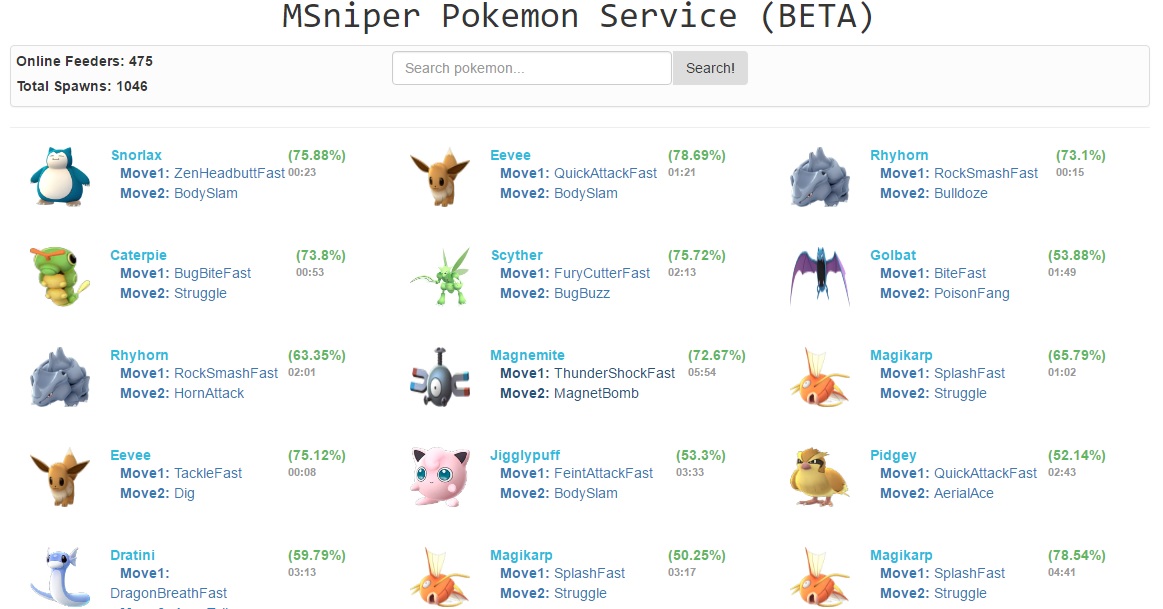 MSniper Pokemon Service (BETA)
Online Feeders: 475
Total Spawns: 1046
Search pokemon...
Search!
Snorlax (75.88%)
Move1: ZenHeadbuttFast 00:23
Move2: BodySlam
Eevee (78.69%)
Move1: QuickAttackFast 01:21
Move2: BodySlam
Rhyhorn (73.1%)
Move1: RockSmashFast 00:15
Move2: Bulldoze
Caterpie (73.8%)
Move1: BugBiteFast 00:53
Move2: Struggle
Scyther (75.72%)
Move1: FuryCutterFast 02:13
Move2: BugBuzz
Golbat (53.88%)
Move1: BiteFast 01:49
Move2: PoisonFang
Rhyhorn (63.35%)
Move1: RockSmashFast 02:01
Move2: HornAttack
Magnemite (72.67%)
Move1: ThunderShockFast 05:54
Move2: MagnetBomb
Magikarp (65.79%)
Move1: SplashFast 01:02
Move2: Struggle
Eevee (75.12%)
Move1: TackleFast 00:08
Move2: Dig
Jigglypuff (53.3%)
Move1: FeintAttackFast 03:33
Move2: BodySlam
Pidgey (52.14%)
Move1: QuickAttackFast 02:43
Move2: AerialAce
Dratini (59.79%)
Move1: 03:13
DragonBreathFast
Magikarp (50.25%)
Move1: SplashFast 03:17
Move2: Struggle
Magikarp (78.54%)
Move1: SplashFast 04:41
Move2: Struggle